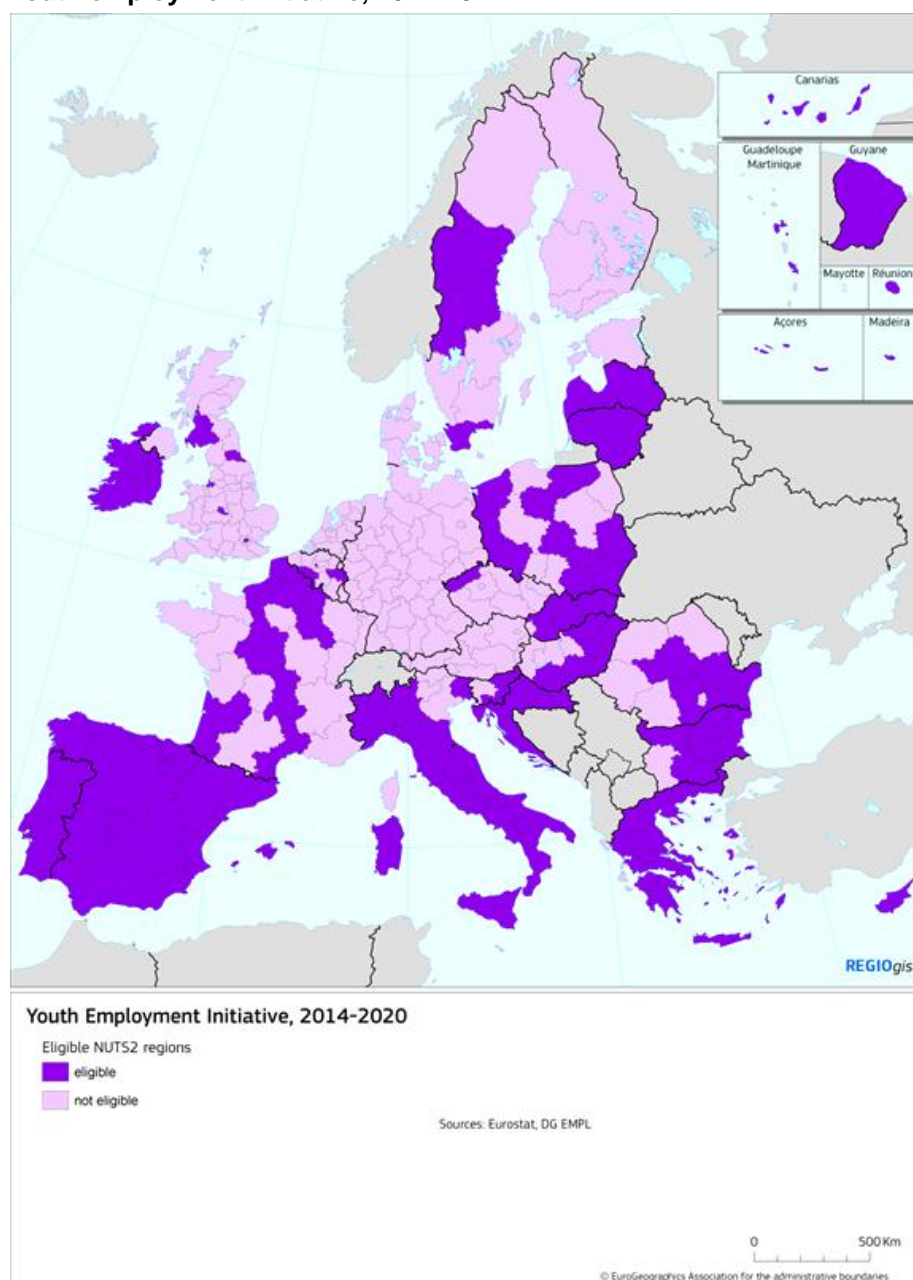 Canarias
Guadeloupe
Martinique
Guyane
Mayotte
Réunion
Açores
Madeira
REGIOgis
Youth Employment Initiative, 2014-2020
Eligible NUTS2 regions
eligible
not eligible
Sources: Eurostat, DG EMPL
0 500 Km
© EuroGeographics Association for the administrative boundaries